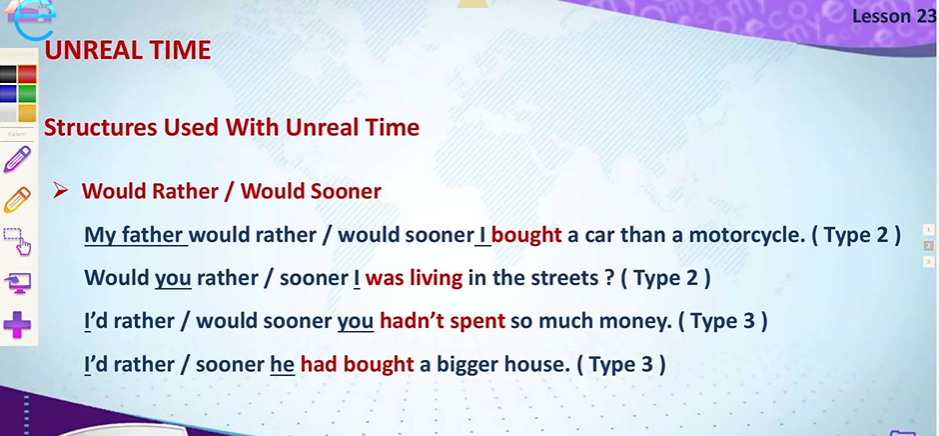 Lesson 23
UNREAL TIME
Structures Used With Unreal Time
➢ Would Rather / Would Sooner
My father would rather / would sooner I bought a car than a motorcycle. ( Type 2 )
Would you rather / sooner I was living in the streets ? ( Type 2 )
I’d rather / would sooner you hadn’t spent so much money. ( Type 3 )
I’d rather / sooner he had bought a bigger house. ( Type 3 )
Kalem
1
2
3